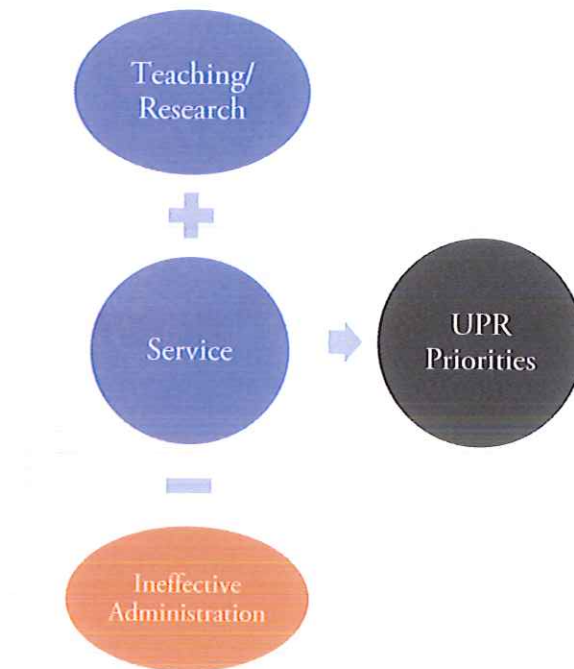 Teaching/
Research
Service
UPR
Priorities
Ineffective
Administration